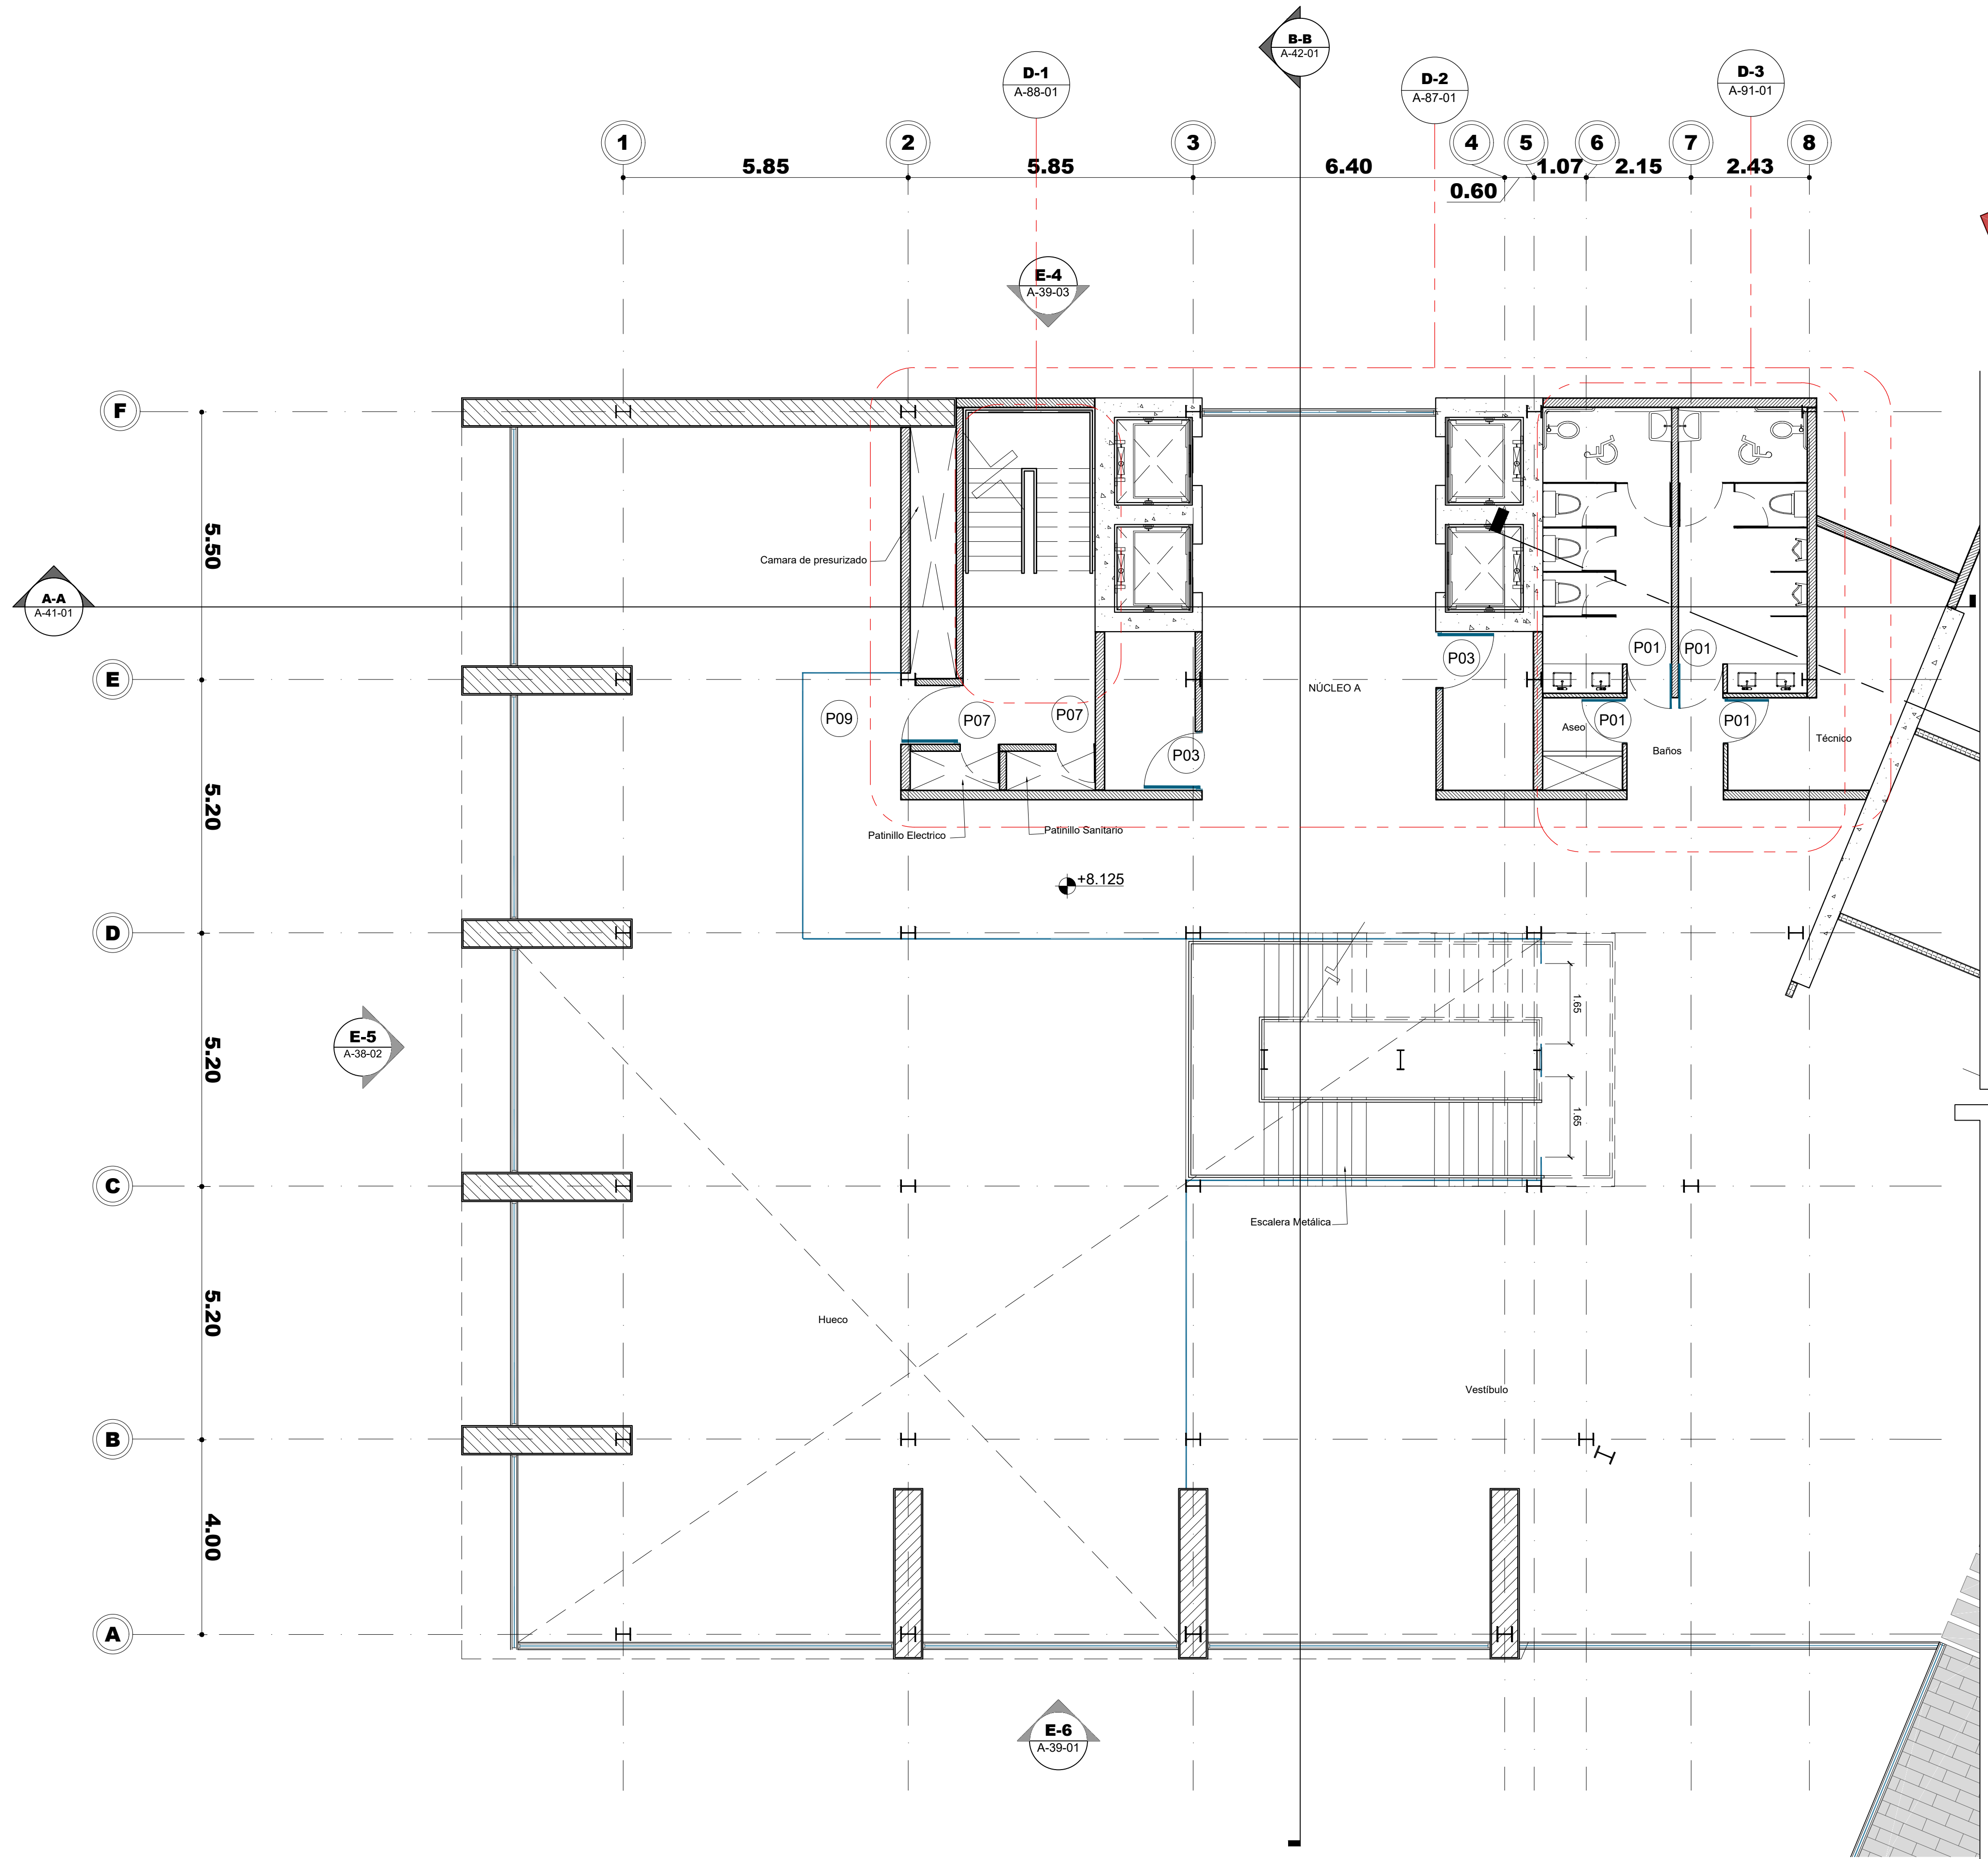 B-B
A-42-01
D-1
A-88-01
D-2
A-87-01
D-3
A-91-01
1
2
3
4
5
6
7
8
5.85
5.85
6.40
0.60
1.07
2.15
2.43
E-4
A-39-03
F
5.50
Camara de presurizado
A-A
A-41-01
P01
P01
P03
E
NÚCLEO A
P09
P07
P07
P03
P01
P01
Aseo
Baños
Técnico
5.20
Patinillo Electrico
Patinillo Sanitario
+8.125
D
1.65
E-5
A-38-02
5.20
1.65
C
Escalera Metálica
5.20
Hueco
Vestíbulo
B
4.00
A
E-6
A-39-01